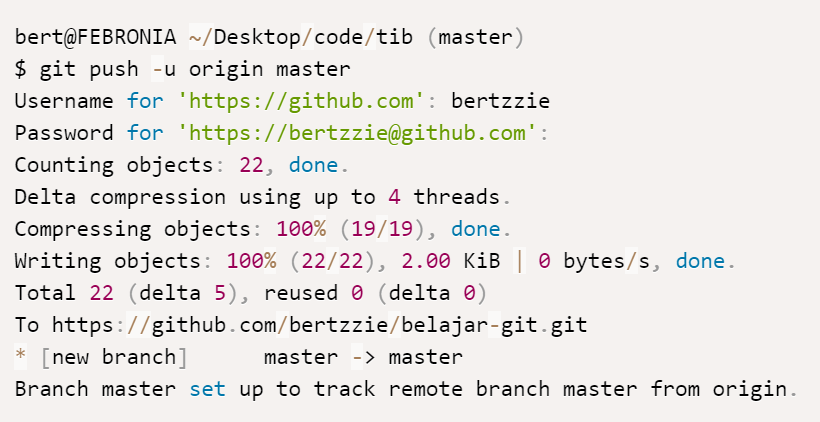 bert@FEBRONIA ~/Desktop/code/tib (master)
$ git push -u origin master
Username for 'https://github.com': bertzzie
Password for 'https://bertzzie@github.com':
Counting objects: 22, done.
Delta compression using up to 4 threads.
Compressing objects: 100% (19/19), done.
Writing objects: 100% (22/22), 2.00 KiB | 0 bytes/s, done.
Total 22 (delta 5), reused 0 (delta 0)
To https://github.com/bertzzie/belajar-git.git
* [new branch]      master -> master
Branch master set up to track remote branch master from origin.